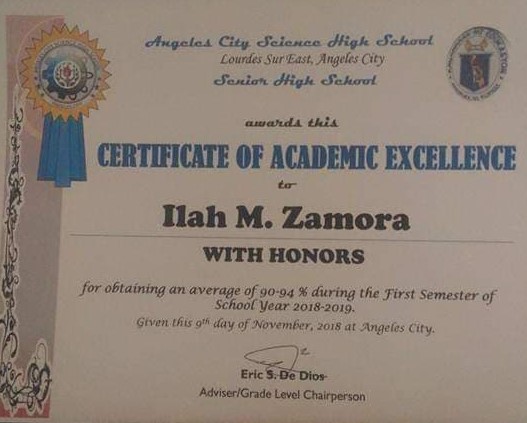 Angeles City Science High School
Lourdes Sur East, Angeles City
Senior High School
awards this
CERTIFICATE OF ACADEMIC EXCELLENCE
to
Ilah M. Zamora
WITH HONORS
for obtaining an average of 90-94 % during the First Semester of
School Year 2018-2019.
Given this 9th day of November, 2018 at Angeles City.
Eric S. De Dios
Adviser/Grade Level Chairperson